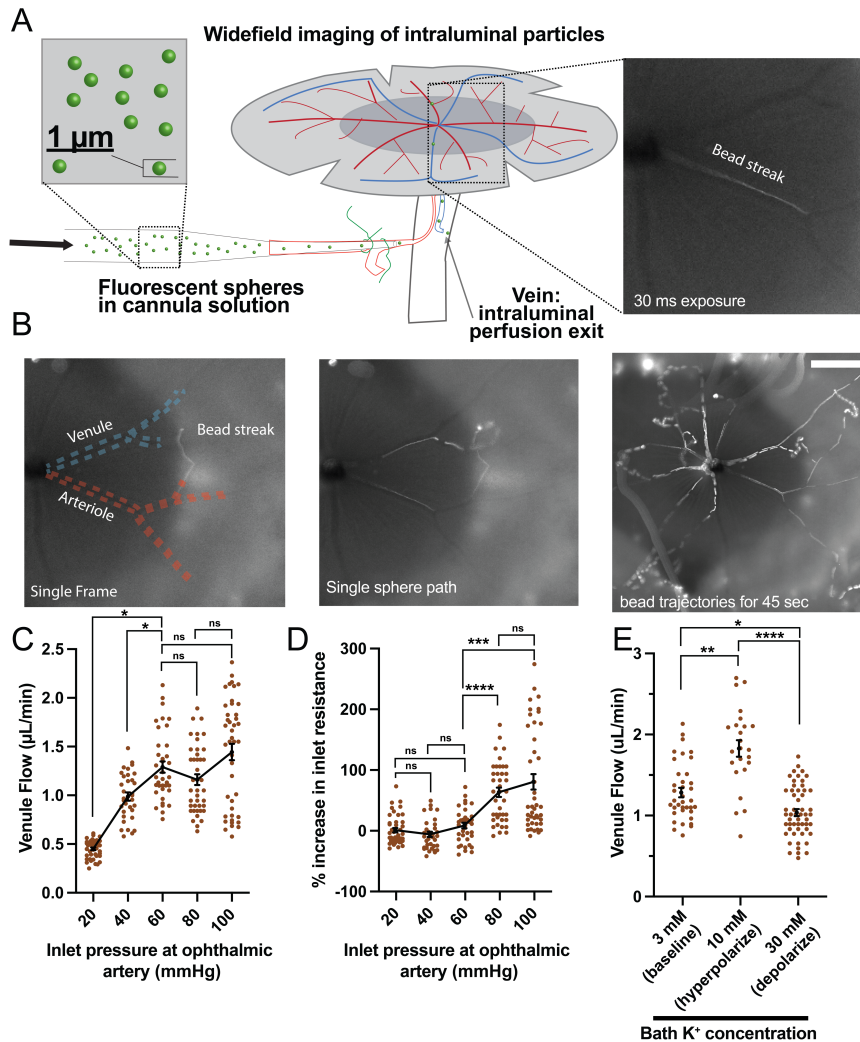 A
Widefield imaging of intraluminal particles
1 µm
Bead streak
30 ms exposure
Fluorescent spheres
in cannula solution
Vein:
intraluminal
perfusion exit
B
Venule
Bead streak
Arteriole
Single Frame
Single sphere path
bead trajectories for 45 sec
C
*
*
ns
ns
Venule Flow (µL/min)
2.5
2.0
1.5
1.0
0.5
0.0
20
40
60
80
100
Inlet pressure at ophthalmic
artery (mmHg)
D
ns
***
****
ns
ns
ns
% increase in inlet resistance
300
200
100
0
-100
20
40
60
80
100
Inlet pressure at ophthalmic
artery (mmHg)
E
*
**
****
Venule Flow (uL/min)
3
2
1
0
3 mM
(baseline)
10 mM
(hyperpolarize)
30 mM
(depolarize)
Bath K⁺ concentration